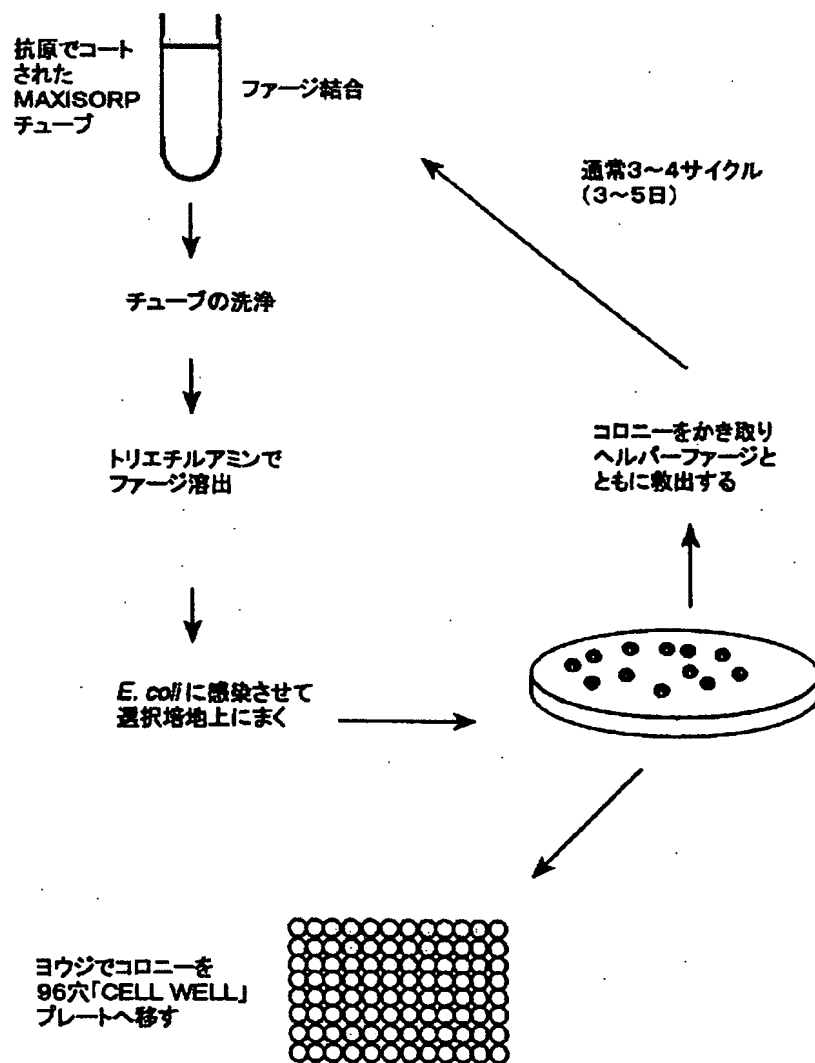 抗原でコート
された
MAXISORP
チューブ
ファージ結合
通常3～4サイクル
(3～5日)
チューブの洗浄
トリエチルアミンで
ファージ溶出
コロニーをかき取り
ヘルパーファージと
ともに救出する
E. coliに感染させて
選択培地上にまく
ヨウジでコロニーを
96穴「CELL WELL」
プレートへ移す